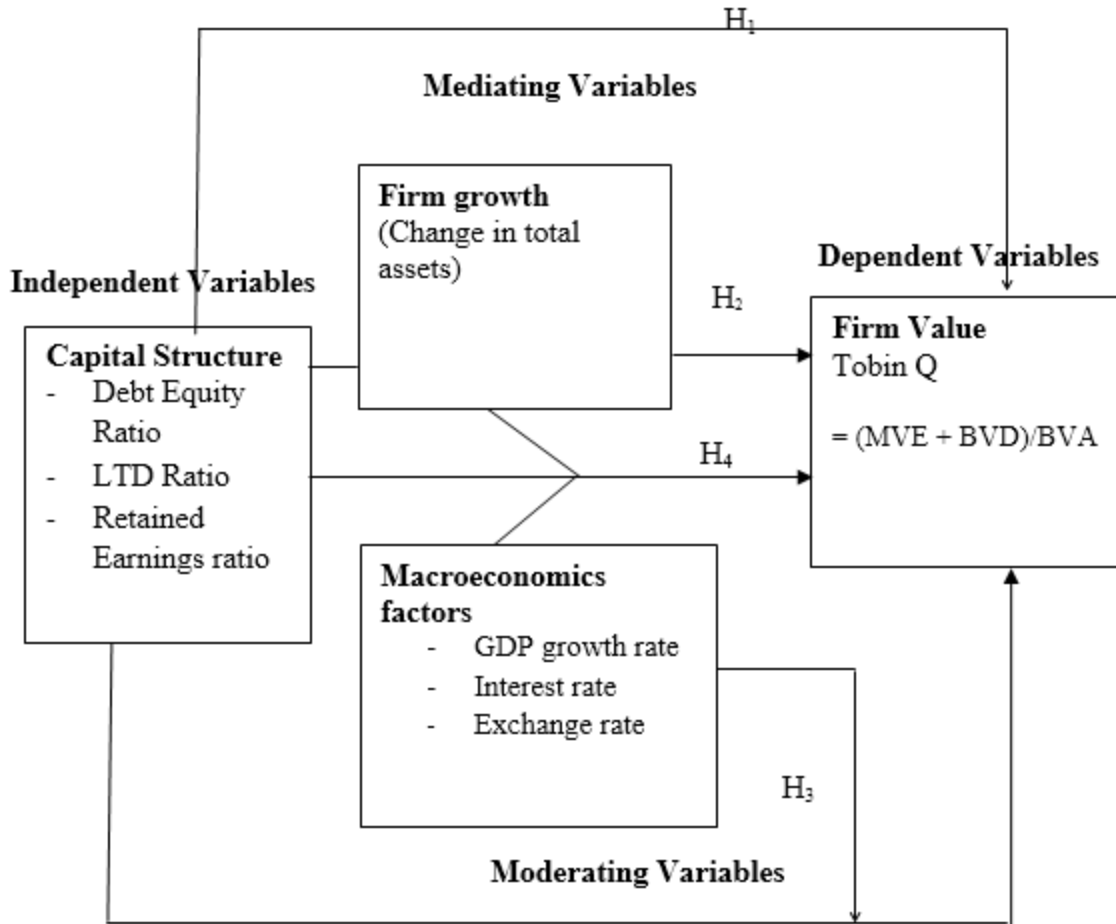 H₁
Mediating Variables
Firm growth
(Change in total
assets)
Independent Variables
Capital Structure
- Debt Equity
Ratio
- LTD Ratio
- Retained
Earnings ratio
H₂
Dependent Variables
Firm Value
Tobin Q
= (MVE + BVD)/BVA
H₄
Macroeconomics
factors
- GDP growth rate
- Interest rate
- Exchange rate
H₃
Moderating Variables